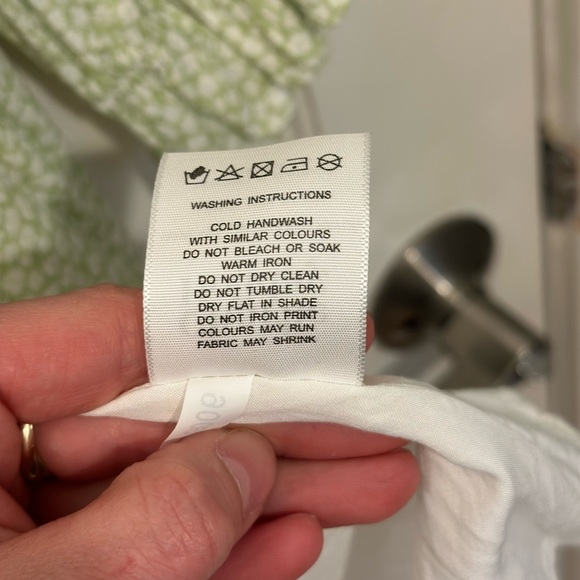 WASHING INSTRUCTIONS
COLD HANDWASH
WITH SIMILAR COLOURS
DO NOT BLEACH OR SOAK
WARM IRON
DO NOT DRY CLEAN
DO NOT TUMBLE DRY
DRY FLAT IN SHADE
DO NOT IRON PRINT
COLOURS MAY RUN
FABRIC MAY SHRINK